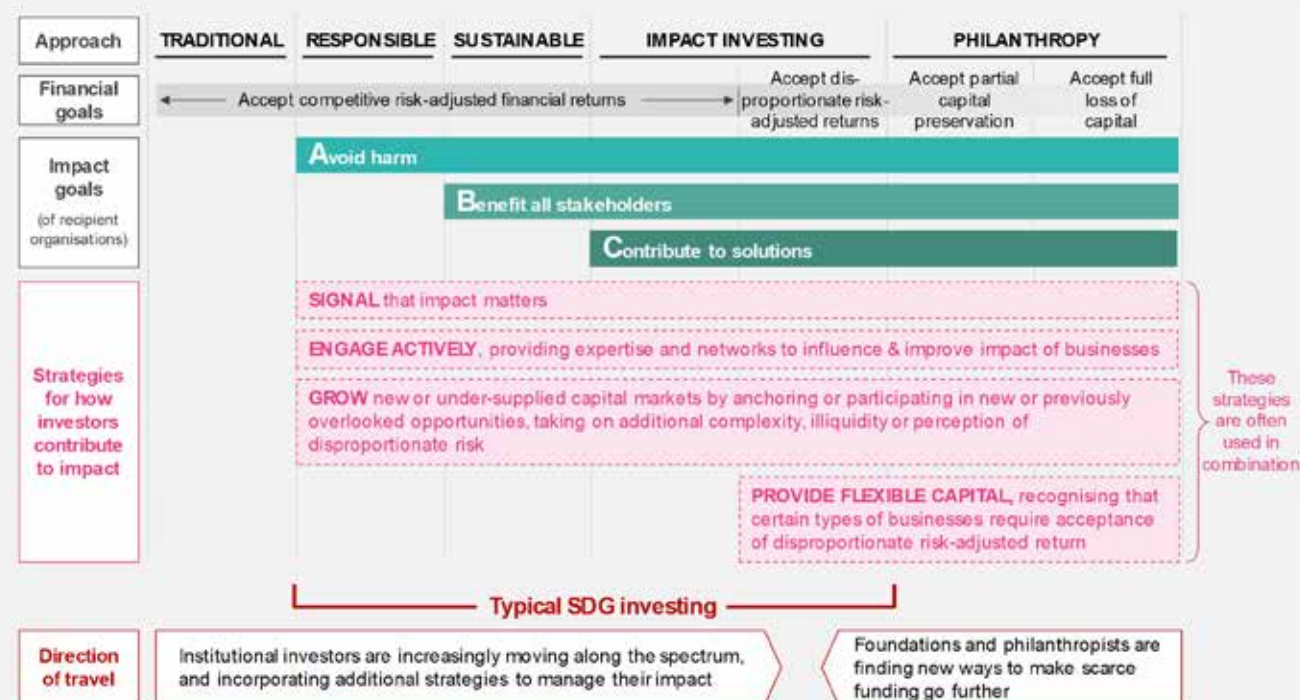 Approach
TRADITIONAL
RESPONSIBLE
SUSTAINABLE
IMPACT INVESTING
PHILANTHROPY
Financial
goals
Accept competitive risk-adjusted financial returns
Accept dis-
proportionate risk-
adjusted returns
Accept partial
capital
preservation
Accept full
loss of
capital
Impact
goals
(of recipient
organisations)
Avoid harm
Benefit all stakeholders
Contribute to solutions
Strategies
for how
investors
contribute
to impact
SIGNAL that impact matters
ENGAGE ACTIVELY, providing expertise and networks to influence & improve impact of businesses
GROW new or under-supplied capital markets by anchoring or participating in new or previously
overlooked opportunities, taking on additional complexity, illiquidity or perception of
disproportionate risk
PROVIDE FLEXIBLE CAPITAL, recognising that
certain types of businesses require acceptance
of disproportionate risk-adjusted return
These
strategies
are often
used in
combination
Typical SDG investing
Direction
of travel
Institutional investors are increasingly moving along the spectrum,
and incorporating additional strategies to manage their impact
Foundations and philanthropists are
finding new ways to make scarce
funding go further